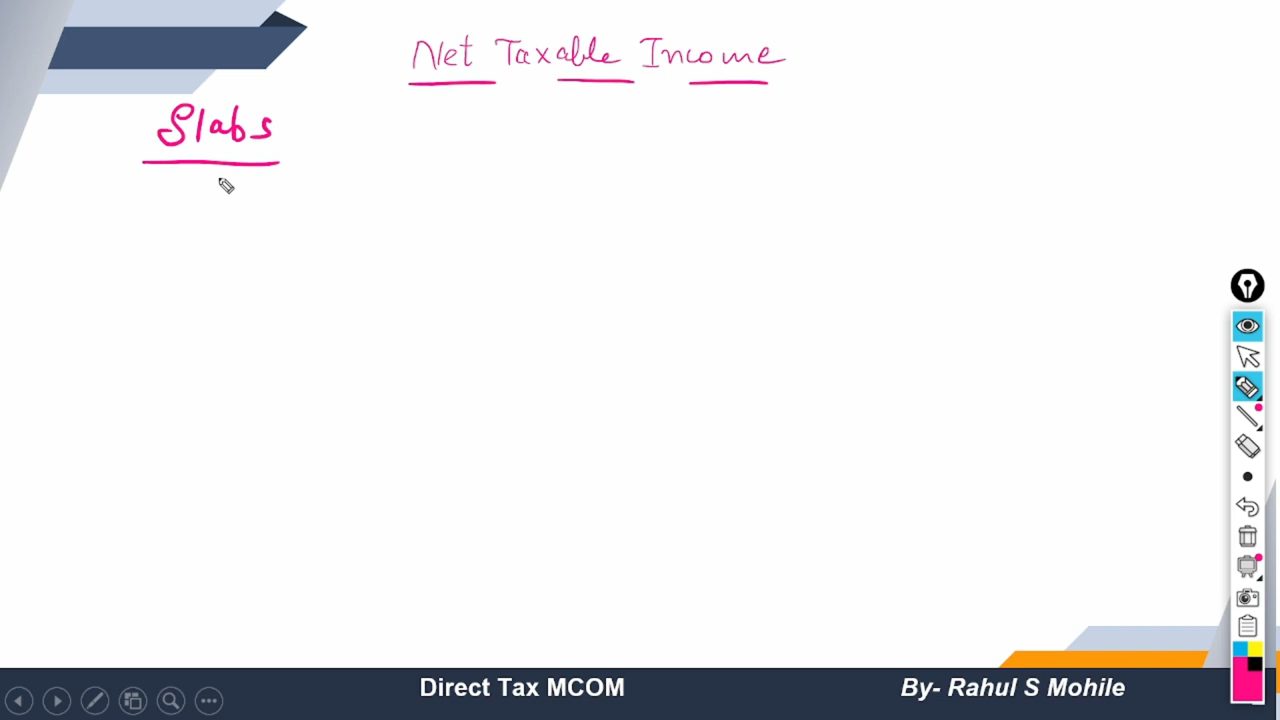 Net Taxable Income
Slabs
Direct Tax MCOM
By- Rahul S Mohile